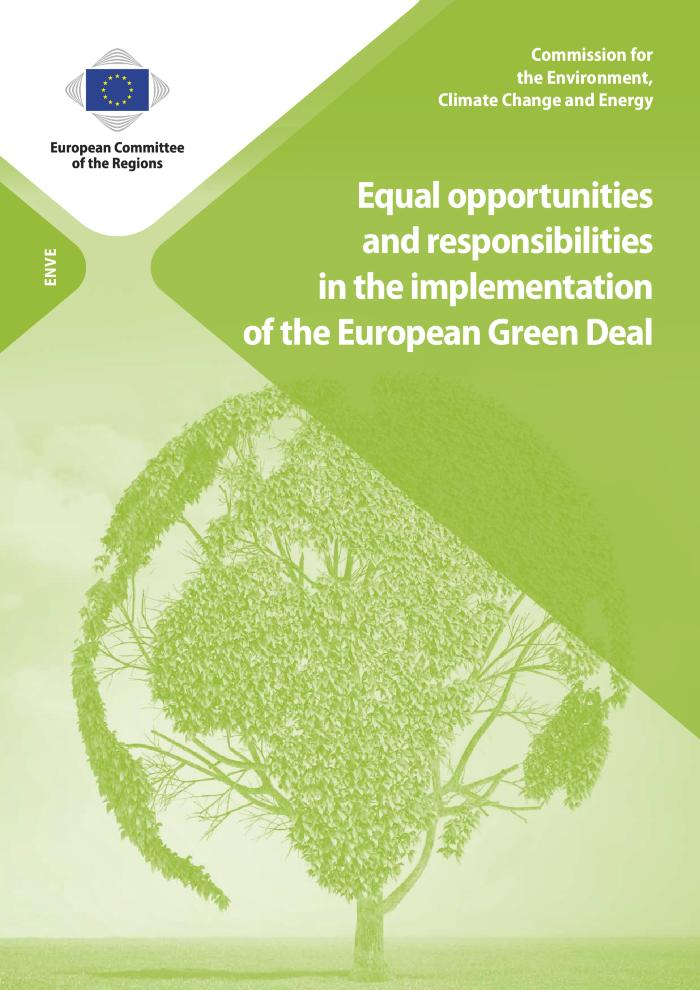 European Committee
of the Regions
Commission for
the Environment,
Climate Change and Energy
Equal opportunities
and responsibilities
in the implementation
of the European Green Deal
ENVE